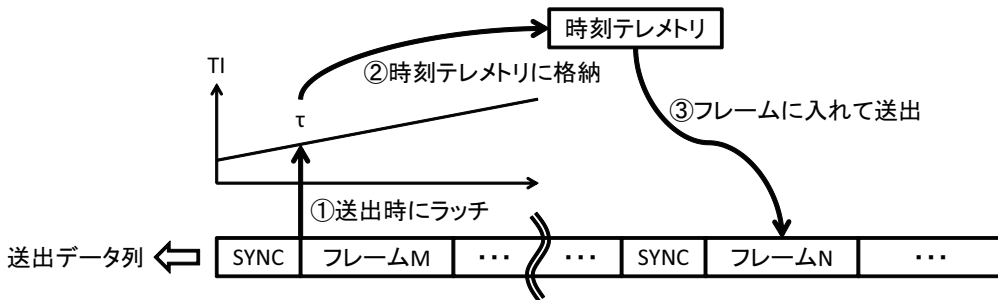 時刻テレメトリ
②時刻テレメトリに格納
TI
τ
③フレームに入れて送出
①送出時にラッチ
送出データ列
SYNC フレームM ・・・ ・・・ SYNC フレームN ・・・